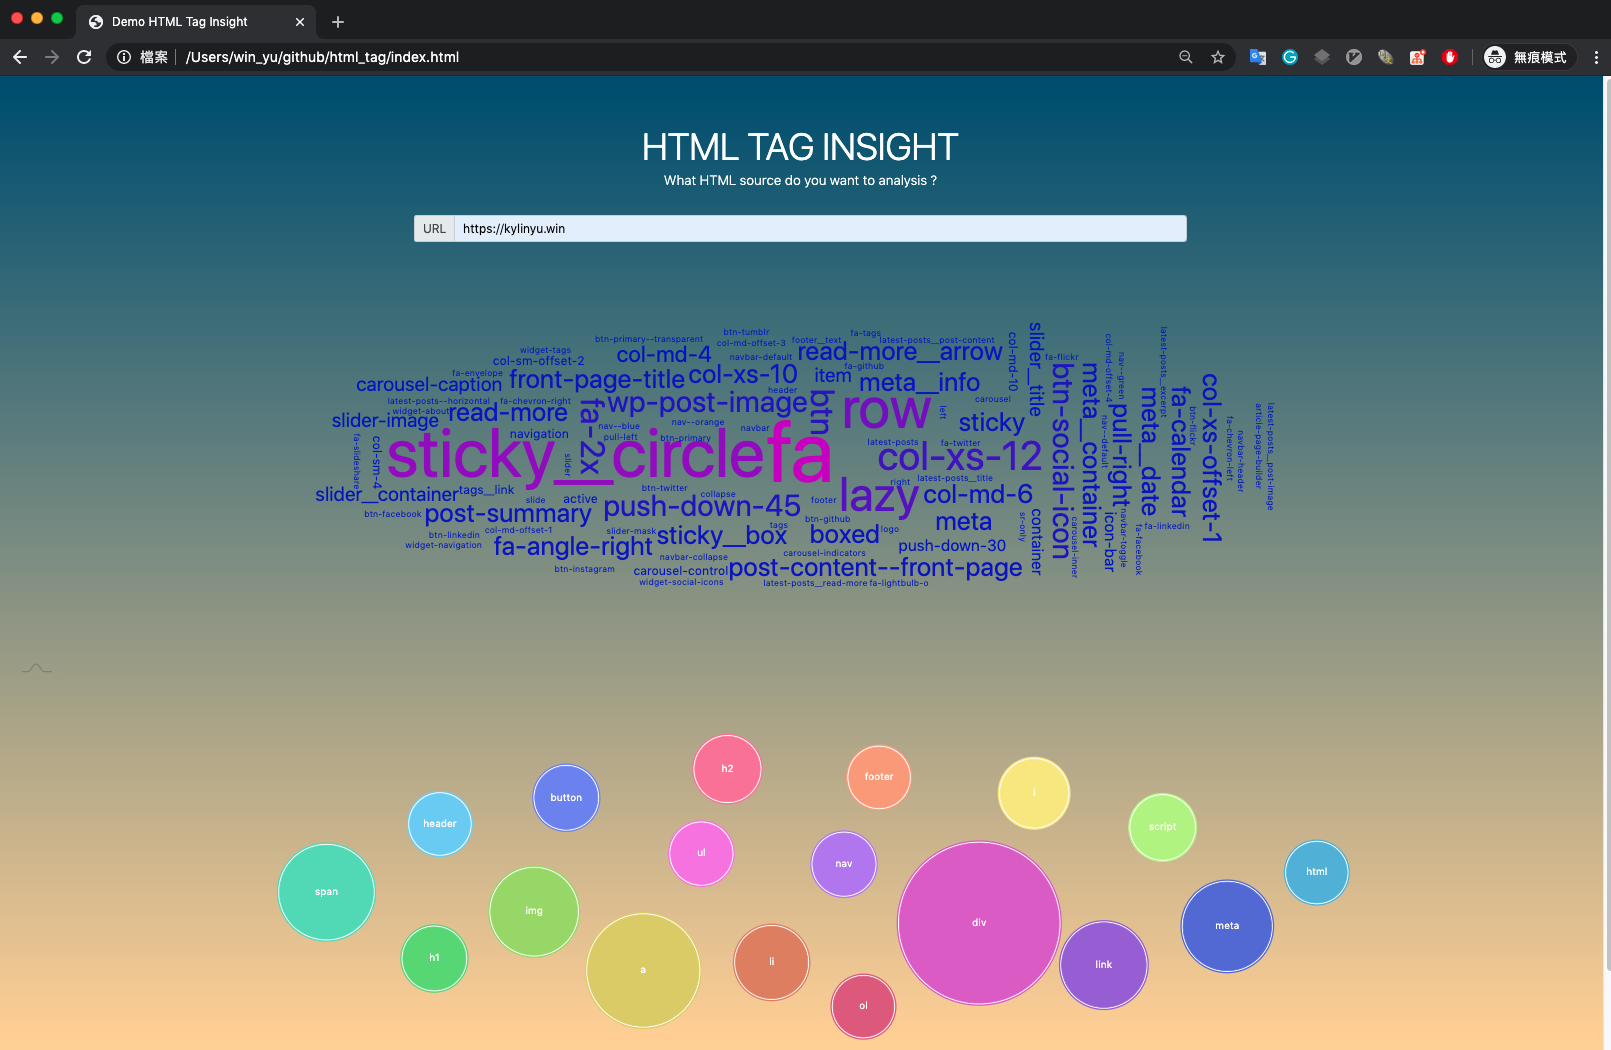 Demo HTML Tag Insight
檔案 /Users/win_yu/github/html_tag/index.html
無痕模式
HTML TAG INSIGHT
What HTML source do you want to analysis ?
URL https://kylinyu.win
btn-tumblr
btn-primary--transparent
col-md-offset-3
footer__text
fa-tags
latest-posts__post-content
widget-tags
col-sm-offset-2
col-md-4
navbar-default
read-more__arrow
col-md-10
slider__title
fa-flickr
col-md-offset-4
nav--green
latest-posts__excerpt
fa-envelope
carousel-caption
front-page-title
col-xs-10
item
fa-github
meta__info
header
latest-posts--horizontal
fa-chevron-right
widget-about
read-more
fa-2x
wp-post-image
btn
row
left
carousel
sticky
btn-social-icon
meta__container
pull-right
nav--default
meta__date
fa-calendar
btn-flickr
col-xs-offset-1
fa-chevron-left
navbar-header
article-page-builder
latest-posts__post-image
slider-image
navigation
nav--blue
nav--orange
pull-left
btn-primary
navbar
fa-slideshare
col-sm-4
sticky__circle
slider
fa
latest-posts
fa-twitter
col-xs-12
right
latest-posts__title
slider__container
tags__link
slide
active
btn-twitter
collapse
push-down-45
footer
lazy
col-md-6
btn-facebook
post-summary
col-md-offset-1
slider-mask
sticky__box
tags
btn-github
boxed
logo
meta
sr-only
container
carousel-inner
icon-bar
navbar-toggle
fa-facebook
fa-linkedin
btn-linkedin
widget-navigation
fa-angle-right
navbar-collapse
carousel-indicators
push-down-30
btn-instagram
carousel-control
widget-social-icons
post-content--front-page
latest-posts__read-more
fa-lightbulb-o
h2
footer
i
button
header
script
ul
nav
html
span
img
div
meta
h1
a
li
link
ol